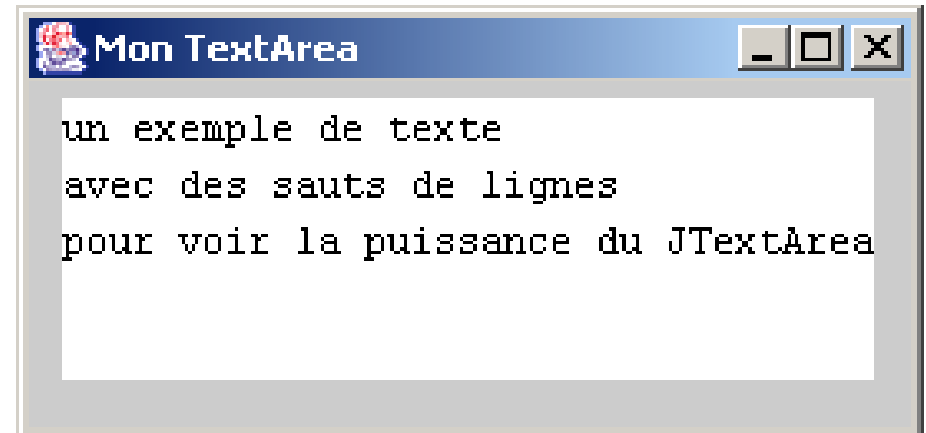 Mon TextArea
un exemple de texte
avec des sauts de lignes
pour voir la puissance du JTextArea